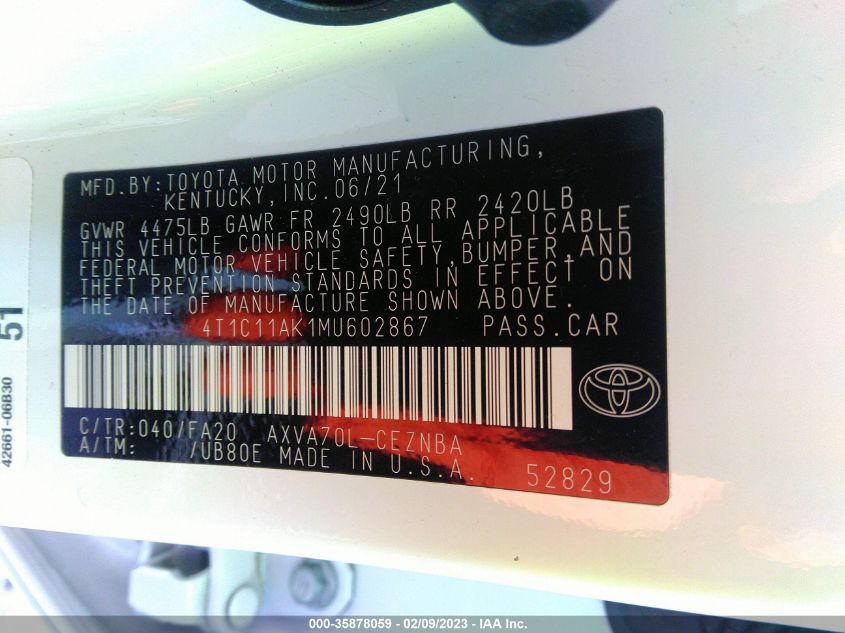 MFD.BY:TOYOTA MOTOR MANUFACTURING,
KENTUCKY,INC.06/21
GVWR 4475LB GAWR FR 2490LB RR 2420LB
THIS VEHICLE CONFORMS TO ALL APPLICABLE
FEDERAL MOTOR VEHICLE SAFETY,BUMPER,AND
THEFT PREVENTION STANDARDS IN EFFECT ON
THE DATE OF MANUFACTURE SHOWN ABOVE.
4T1C11AK1MU602867 PASS.CAR
C/TR:040/FA20 AXVA70L-CEZNBA
A/TM: /UB80E MADE IN U.S.A. 52829
51
42661-06B30
000-35878059 - 02/09/2023 - IAA Inc.